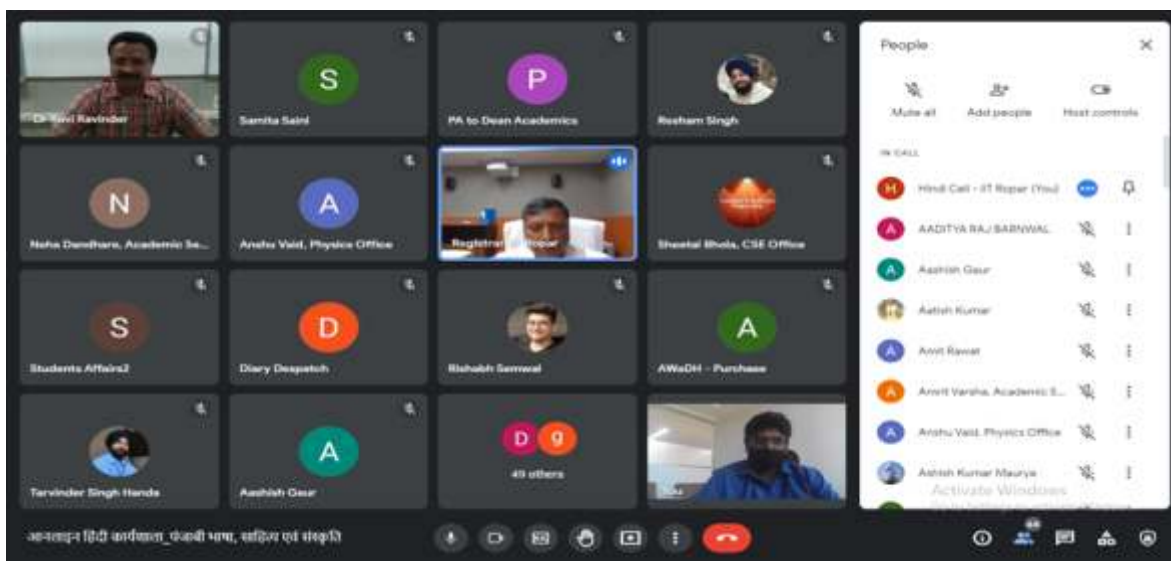 Dr Ravi Ravinder
S
Samita Saini
P
PA to Dean Academics
Resham Singh
N
Neha Dandhare, Academic Se...
A
Anshu Vaid, Physics Office
Registrar Ropar
Sheetal Bhola, CSE Office
S
Students Affairs2
D
Diary Despatch
Rishabh Semwal
A
AWaDH - Purchase
Tarvinder Singh Handa
A
Aashish Gaur
D g
49 others
People
Mute all Add people Host controls
IN CALL
H Hindi Cell - IIT Ropar (You)
A AADITYA RAJ BARNWAL
A Aashish Gaur
Aatish Kumar
A Amit Rawat
A Amrit Varsha, Academic S...
A Anshu Vaid, Physics Office
Ashish Kumar Maurya
Activate Windows
आनलाइन हिंदी कार्यशाला_पंजाबी भाषा, साहित्य एवं संस्कृति